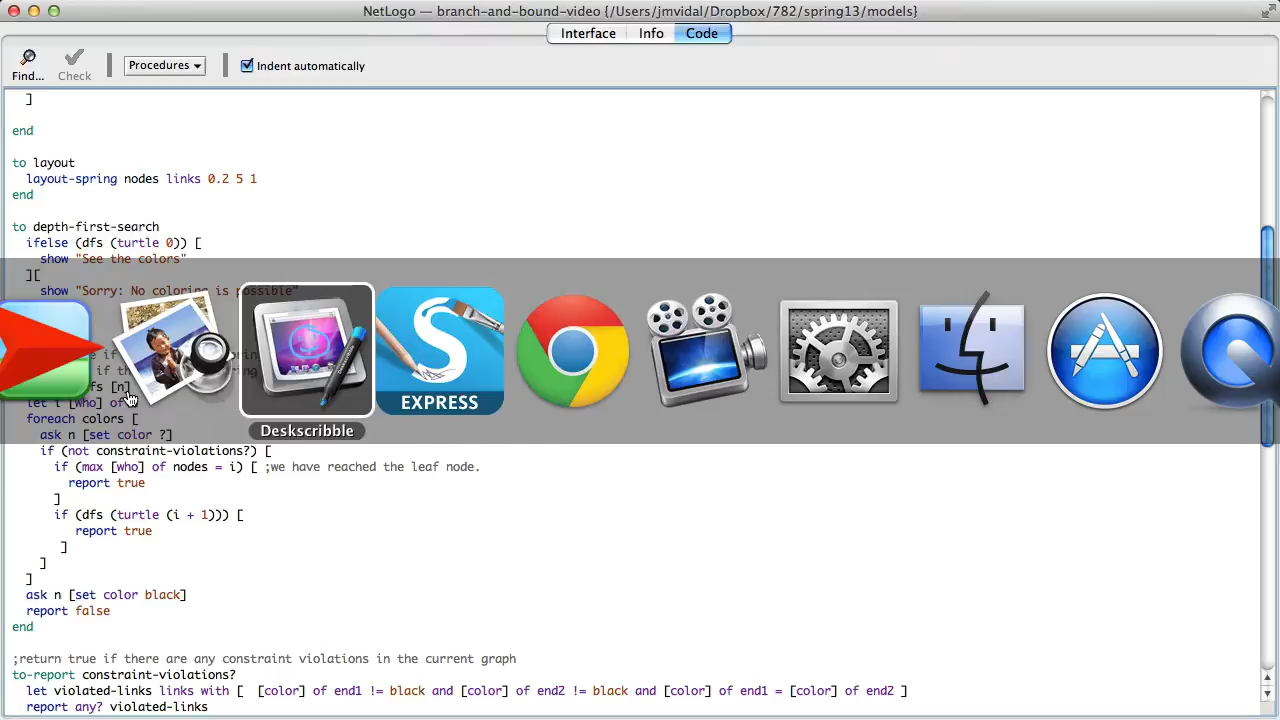 NetLogo — branch-and-bound-video {/Users/jmvidal/Dropbox/782/spring13/models}
Interface Info Code
Find... Check Procedures Indent automatically
]
end
to layout
layout-spring nodes links 0.2 5 1
end
to depth-first-search
ifelse (dfs (turtle 0)) [
show "See the colors"
][
show "Sorry: No coloring is possible"
EXPRESS
Deskscribble
fs [n]
let i [who] of
foreach colors [
ask n [set color ?]
if (not constraint-violations?) [
if (max [who] of nodes = i) [ ;we have reached the leaf node.
report true
]
if (dfs (turtle (i + 1))) [
report true
]
]
]
ask n [set color black]
report false
end
;return true if there are any constraint violations in the current graph
to-report constraint-violations?
let violated-links links with [ [color] of end1 != black and [color] of end2 != black and [color] of end1 = [color] of end2 ]
report any? violated-links